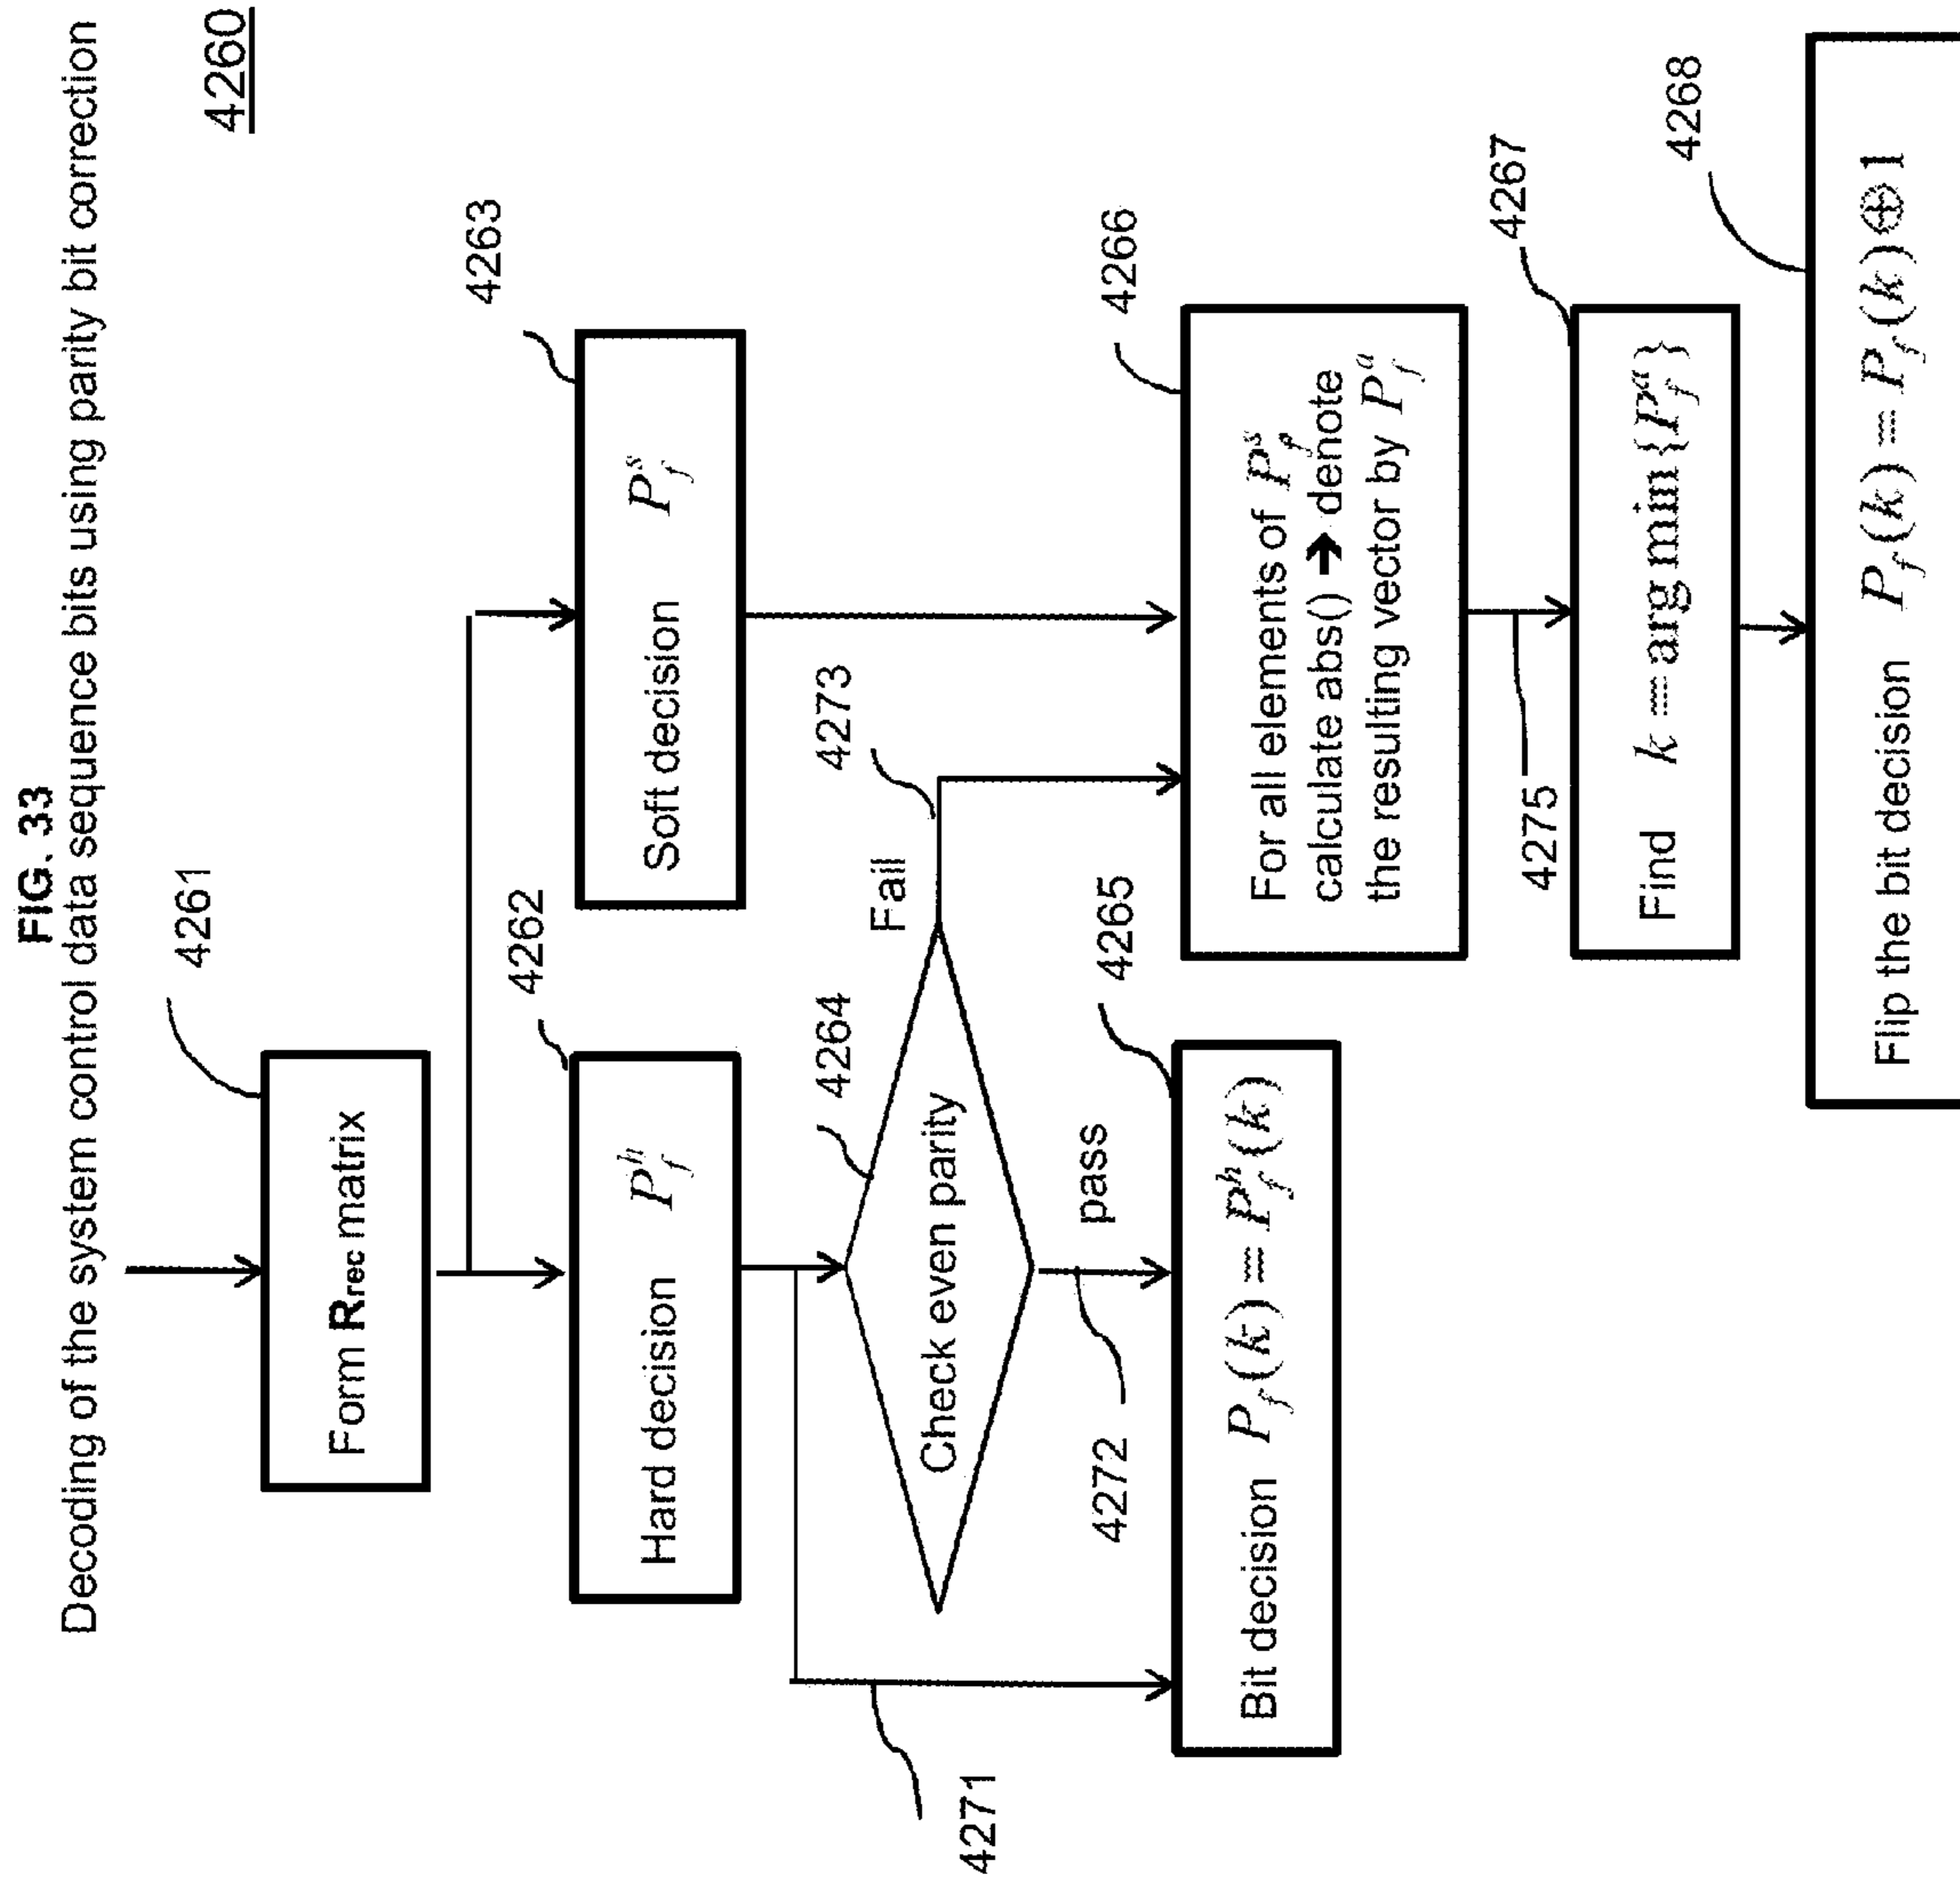 FIG. 33
Decoding of the system control data sequence bits using parity bit correction
4260
4261
Form Rrec matrix
4262
Hard decision P_f^h
4263
Soft decision P_f^s
4264
Check even parity
Fail
4273
pass
4272
4271
4265
Bit decision P_f(k) = P_f^h(k)
4266
For all elements of P_f^s
calculate abs() ➔ denote
the resulting vector by P_f^a
4275
4267
Find k = arg min {P_f^a}
4268
Flip the bit decision P_f(k) = P_f(k) ⊕ 1